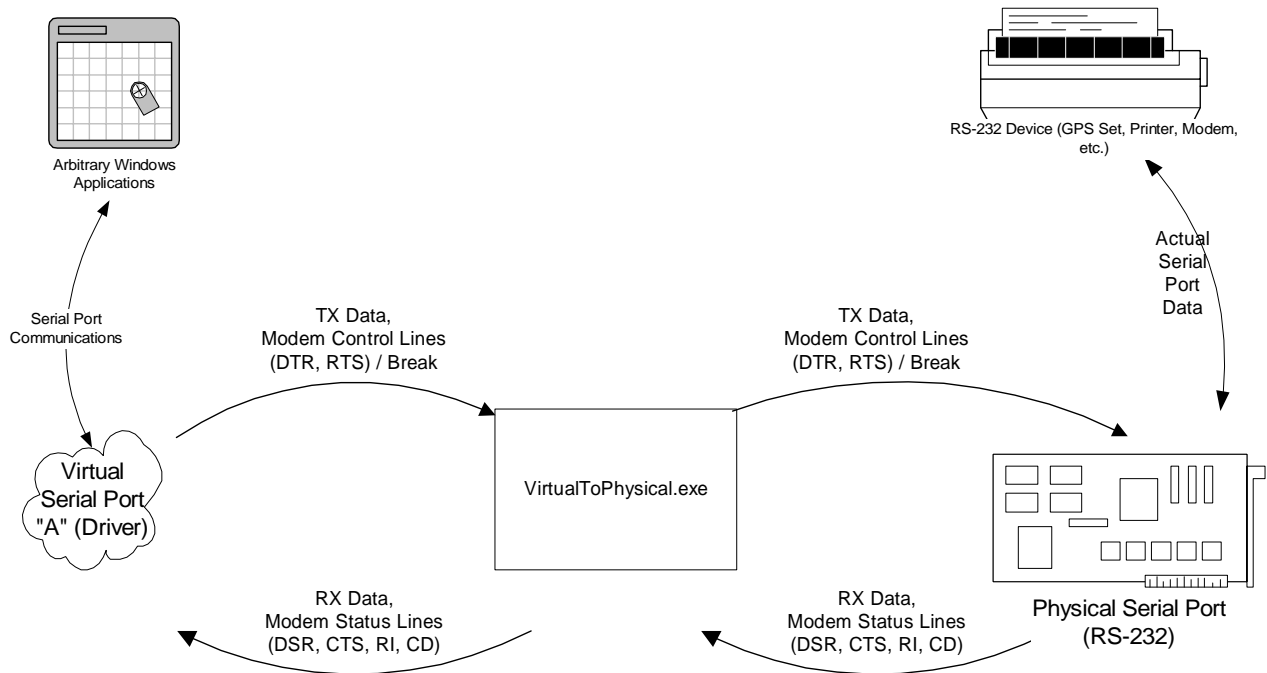 Arbitrary Windows
Applications
RS-232 Device (GPS Set, Printer, Modem,
etc.)
Actual
Serial
Port
Data
Serial Port
Communications
TX Data,
Modem Control Lines
(DTR, RTS) / Break
TX Data,
Modem Control Lines
(DTR, RTS) / Break
Virtual
Serial Port
"A" (Driver)
VirtualToPhysical.exe
RX Data,
Modem Status Lines
(DSR, CTS, RI, CD)
RX Data,
Modem Status Lines
(DSR, CTS, RI, CD)
Physical Serial Port
(RS-232)